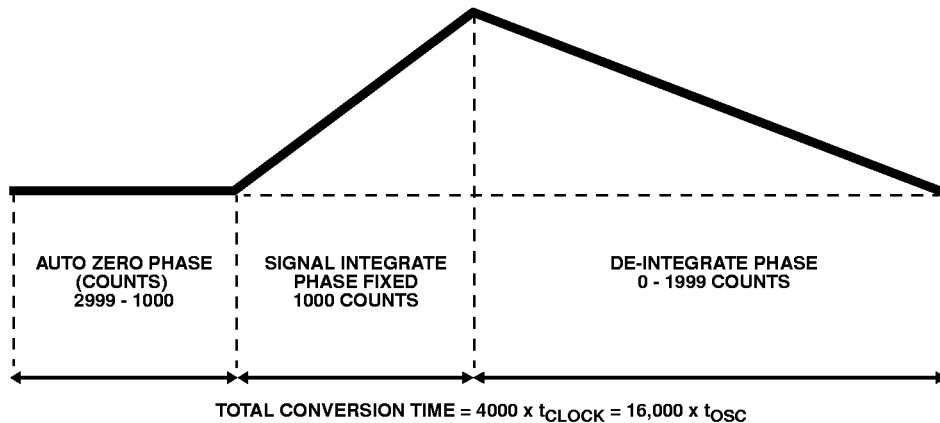 AUTO ZERO PHASE
(COUNTS)
2999 - 1000
SIGNAL INTEGRATE
PHASE FIXED
1000 COUNTS
DE-INTEGRATE PHASE
0 - 1999 COUNTS
TOTAL CONVERSION TIME = 4000 x tCLOCK = 16,000 x tOSC